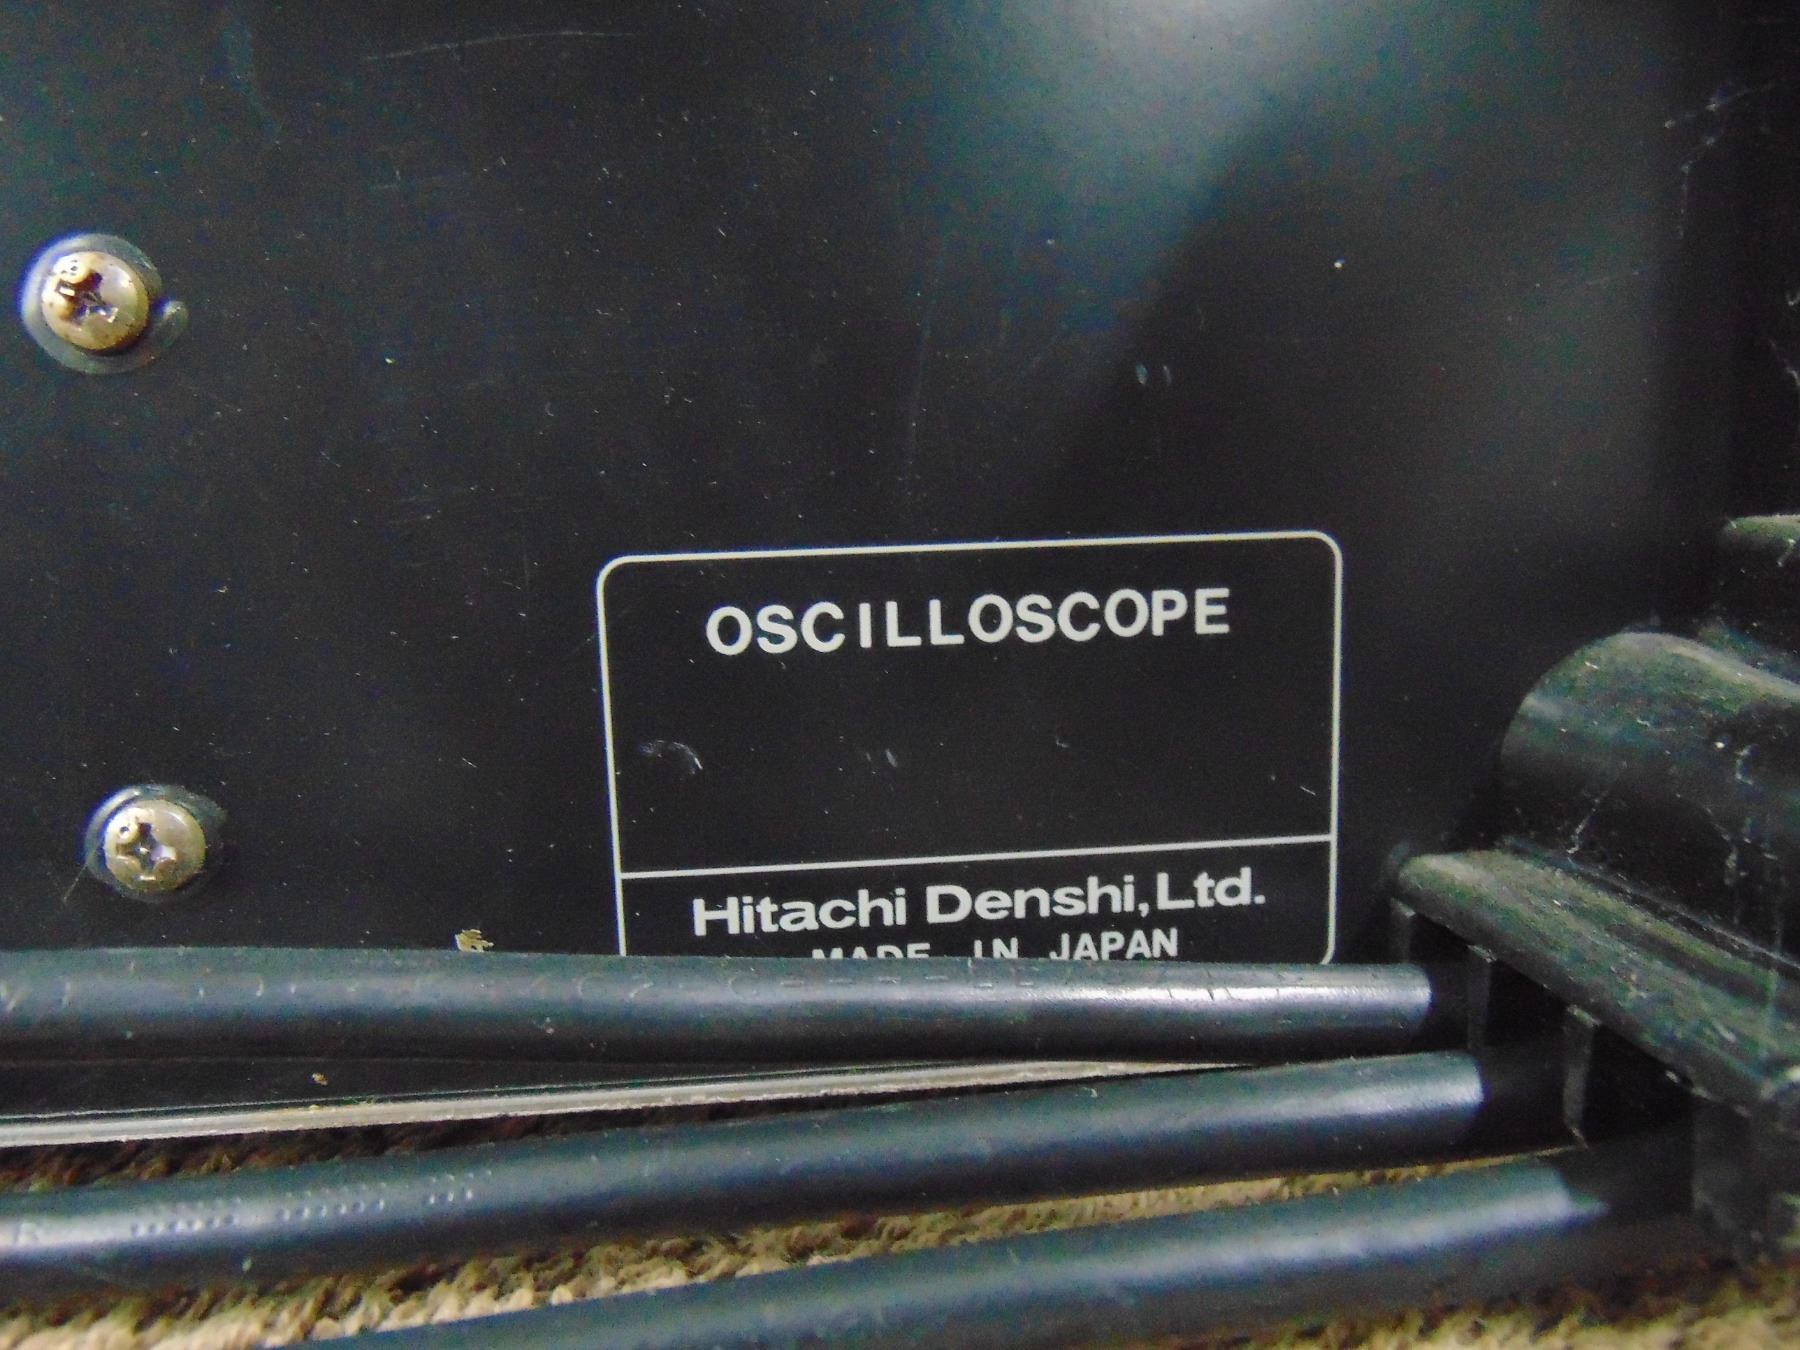 OSCILLOSCOPE
Hitachi Denshi, Ltd.
MADE IN JAPAN